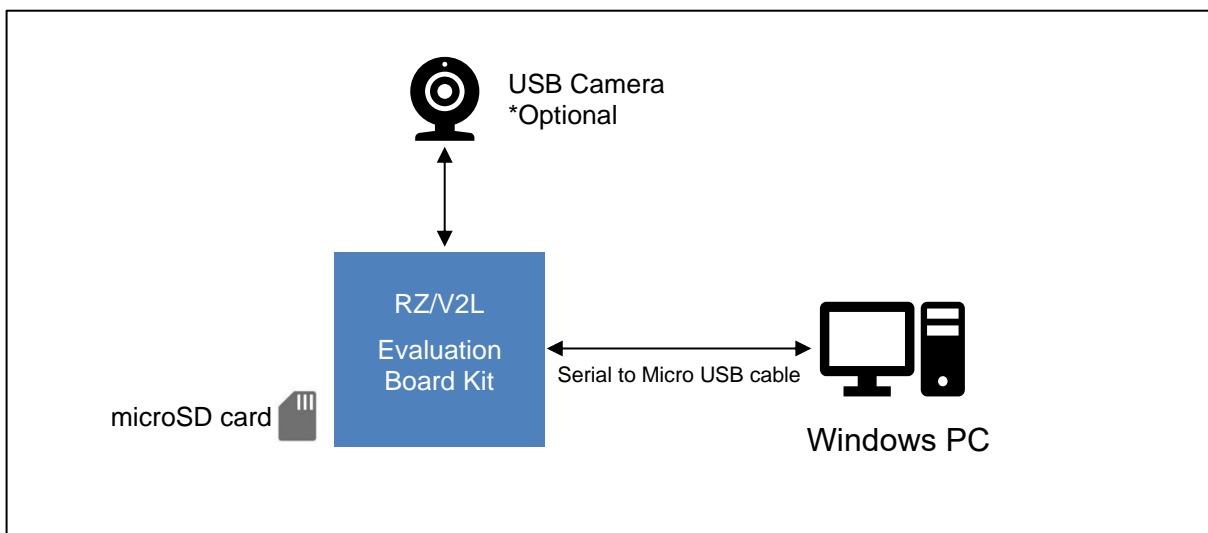 USB Camera
*Optional
RZ/V2L
Evaluation
Board Kit
Serial to Micro USB cable
microSD card
Windows PC